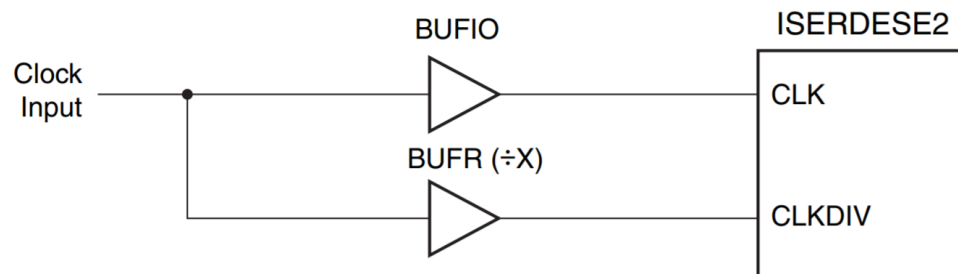 ISERDESE2
BUFIO
Clock
Input
CLK
BUFR (÷X)
CLKDIV